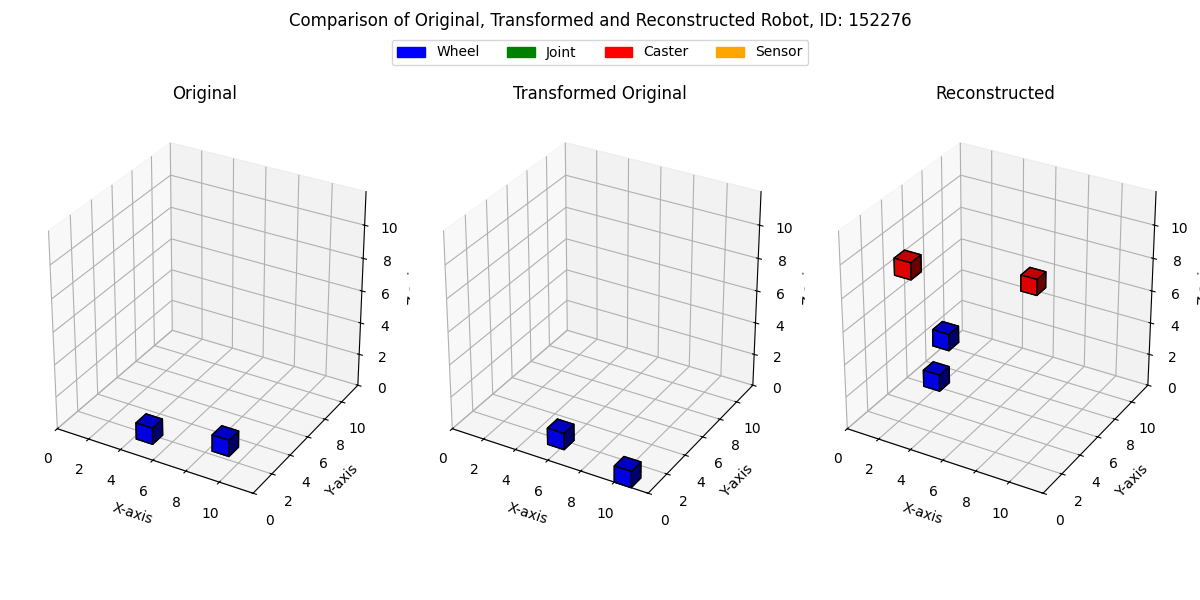 Comparison of Original, Transformed and Reconstructed Robot, ID: 152276
Wheel Joint Caster Sensor
Original
Transformed Original
Reconstructed
0 2 4 6 8 10
X-axis
0 2 4 6 8 10
Y-axis
0 2 4 6 8 10
0 2 4 6 8 10
X-axis
0 2 4 6 8 10
Y-axis
0 2 4 6 8 10
0 2 4 6 8 10
X-axis
0 2 4 6 8 10
Y-axis
0 2 4 6 8 10